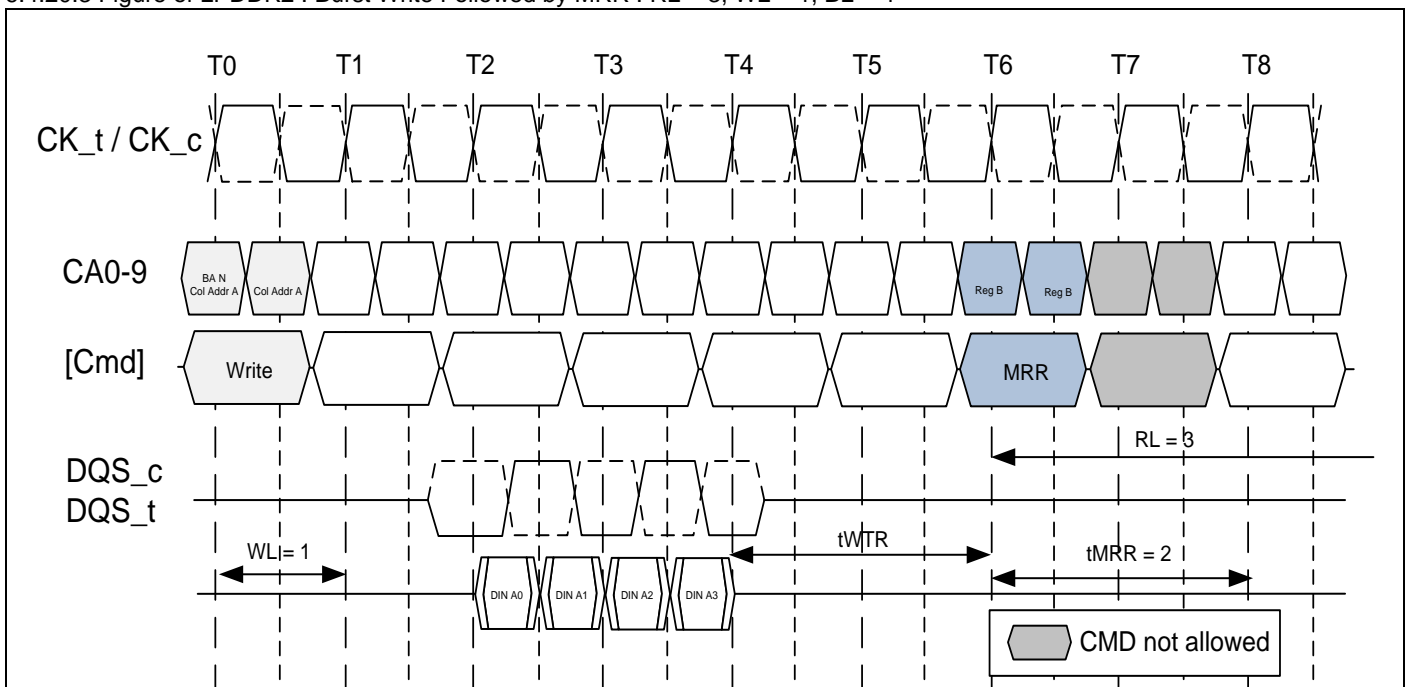 T0 T1 T2 T3 T4 T5 T6 T7 T8
CK_t / CK_c
CA0-9
BA N
Col Addr A
Col Addr A
Reg B
Reg B
[Cmd]
Write
MRR
RL = 3
DQS_c
DQS_t
WL = 1
tWTR
tMRR = 2
DIN A0
DIN A1
DIN A2
DIN A3
CMD not allowed